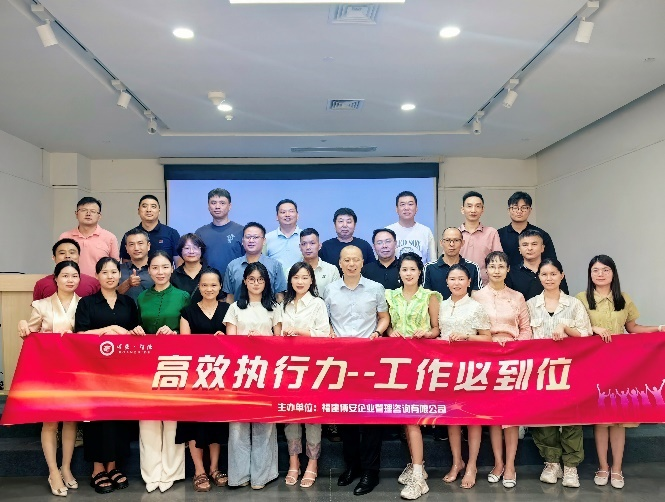 高效执行力--工作必到位
主办单位：福建臻安企业管理咨询有限公司